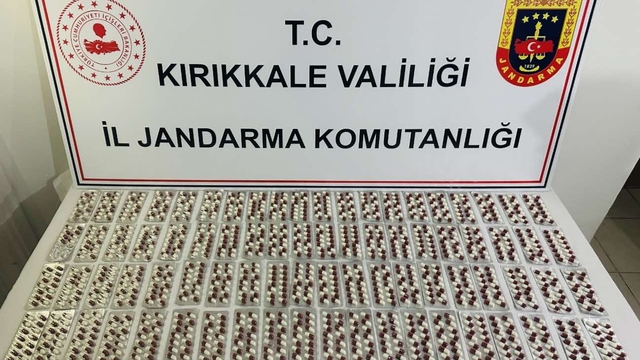 T.C.
KIRIKKALE VALİLİĞİ
İL JANDARMA KOMUTANLIĞI
JANDARMA